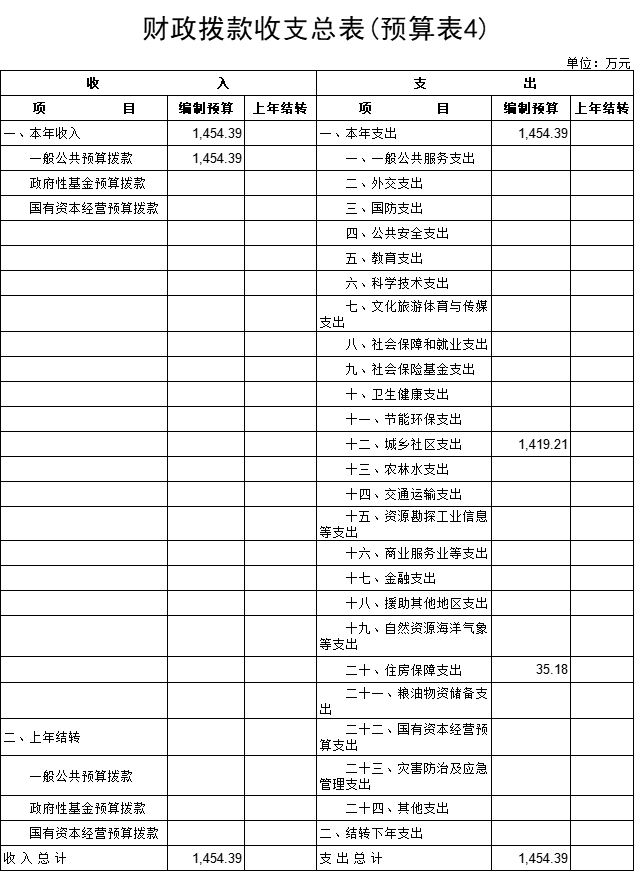 财政拨款收支总表(预算表4)
单位：万元
收 入 支 出
项 目 编制预算 上年结转 项 目 编制预算 上年结转
一、本年收入 1,454.39 一、本年支出 1,454.39
一般公共预算拨款 1,454.39 一、一般公共服务支出
政府性基金预算拨款 二、外交支出
国有资本经营预算拨款 三、国防支出
四、公共安全支出
五、教育支出
六、科学技术支出
七、文化旅游体育与传媒
支出
八、社会保障和就业支出
九、社会保险基金支出
十、卫生健康支出
十一、节能环保支出
十二、城乡社区支出 1,419.21
十三、农林水支出
十四、交通运输支出
十五、资源勘探工业信息
等支出
十六、商业服务业等支出
十七、金融支出
十八、援助其他地区支出
十九、自然资源海洋气象
等支出
二十、住房保障支出 35.18
二十一、粮油物资储备支
出
二、上年结转 二十二、国有资本经营预
算支出
一般公共预算拨款 二十三、灾害防治及应急
管理支出
政府性基金预算拨款 二十四、其他支出
国有资本经营预算拨款 二、结转下年支出
收 入 总 计 1,454.39 支 出 总 计 1,454.39